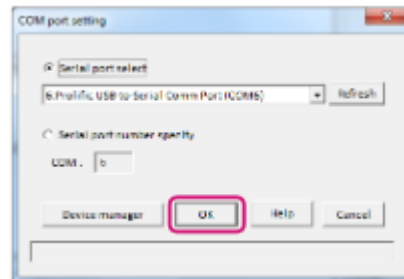 COM port setting
Serial port select
6.Prolific USB-to-Serial Comm Port (COM6)
Refresh
Serial port number specify
COM . 6
Device manager OK Help Cancel